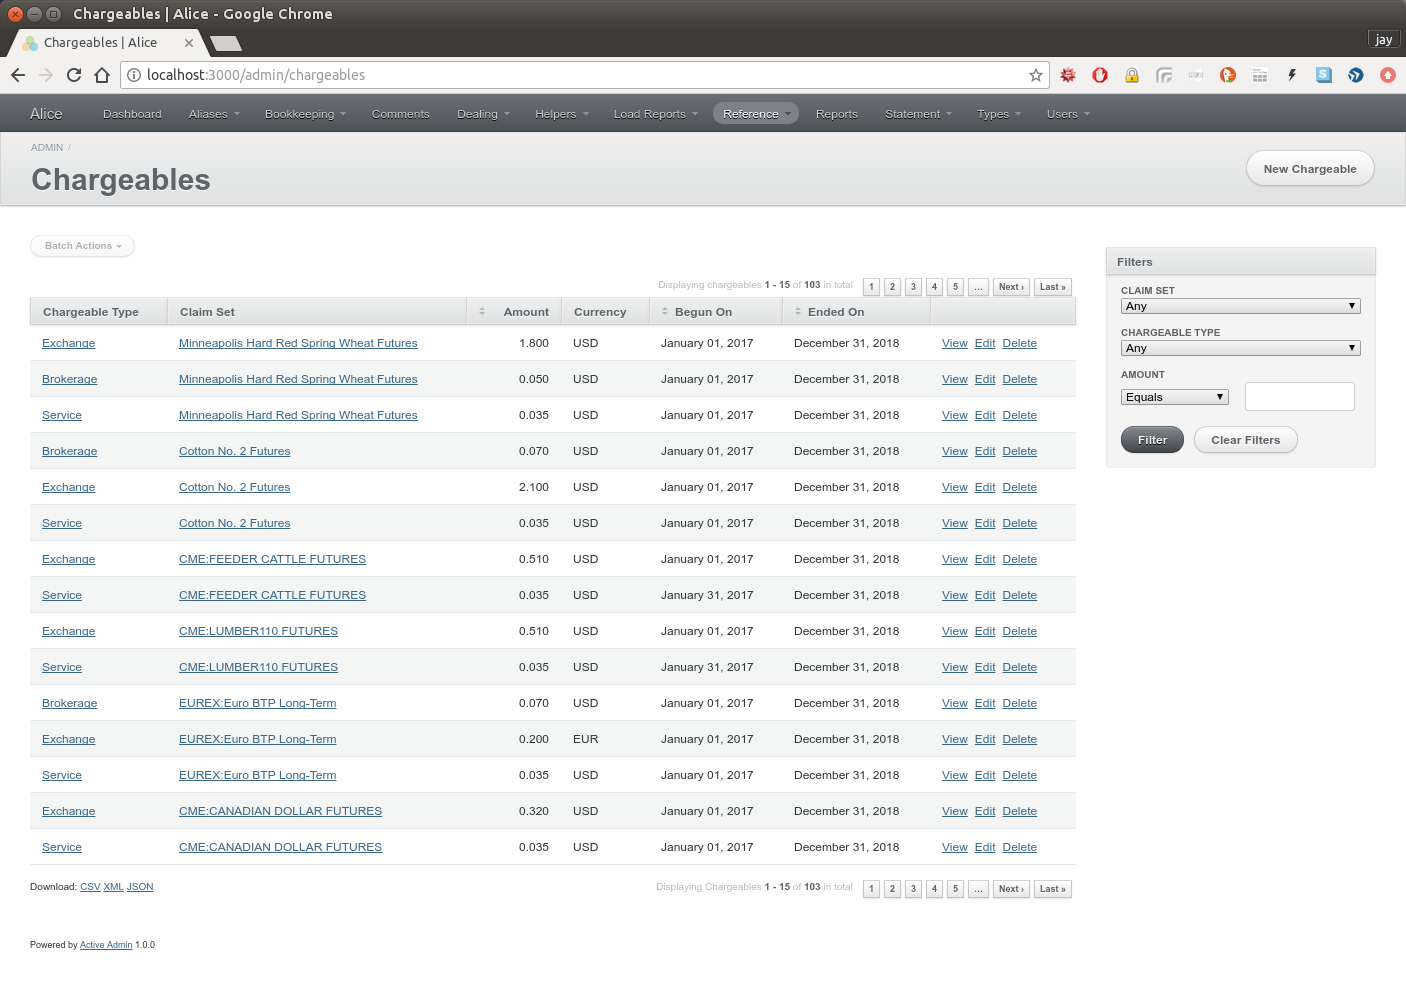 Chargeables | Alice - Google Chrome
Chargeables | Alice
jay
localhost:3000/admin/chargeables
Alice Dashboard Aliases Bookkeeping Comments Dealing Helpers Load Reports Reference Reports Statement Types Users
ADMIN /
Chargeables
New Chargeable
Batch Actions
Displaying chargeables 1 - 15 of 103 in total 1 2 3 4 5 ... Next › Last »
Chargeable Type Claim Set Amount Currency Begun On Ended On
Exchange Minneapolis Hard Red Spring Wheat Futures 1.800 USD January 01, 2017 December 31, 2018 View Edit Delete
Brokerage Minneapolis Hard Red Spring Wheat Futures 0.050 USD January 01, 2017 December 31, 2018 View Edit Delete
Service Minneapolis Hard Red Spring Wheat Futures 0.035 USD January 01, 2017 December 31, 2018 View Edit Delete
Brokerage Cotton No. 2 Futures 0.070 USD January 01, 2017 December 31, 2018 View Edit Delete
Exchange Cotton No. 2 Futures 2.100 USD January 01, 2017 December 31, 2018 View Edit Delete
Service Cotton No. 2 Futures 0.035 USD January 01, 2017 December 31, 2018 View Edit Delete
Exchange CME:FEEDER CATTLE FUTURES 0.510 USD January 01, 2017 December 31, 2018 View Edit Delete
Service CME:FEEDER CATTLE FUTURES 0.035 USD January 31, 2017 December 31, 2018 View Edit Delete
Exchange CME:LUMBER110 FUTURES 0.510 USD January 01, 2017 December 31, 2018 View Edit Delete
Service CME:LUMBER110 FUTURES 0.035 USD January 31, 2017 December 31, 2018 View Edit Delete
Brokerage EUREX:Euro BTP Long-Term 0.070 USD January 01, 2017 December 31, 2018 View Edit Delete
Exchange EUREX:Euro BTP Long-Term 0.200 EUR January 01, 2017 December 31, 2018 View Edit Delete
Service EUREX:Euro BTP Long-Term 0.035 USD January 01, 2017 December 31, 2018 View Edit Delete
Exchange CME:CANADIAN DOLLAR FUTURES 0.320 USD January 01, 2017 December 31, 2018 View Edit Delete
Service CME:CANADIAN DOLLAR FUTURES 0.035 USD January 01, 2017 December 31, 2018 View Edit Delete
Download: CSV XML JSON
Displaying Chargeables 1 - 15 of 103 in total 1 2 3 4 5 ... Next › Last »
Filters
CLAIM SET
Any
CHARGEABLE TYPE
Any
AMOUNT
Equals
Filter Clear Filters
Powered by Active Admin 1.0.0